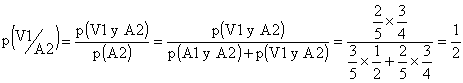 p(V1/A2) = p(V1 y A2)/p(A2) = p(V1 y A2)/(p(A1 y A2)+p(V1 y A2)) = (2/5 × 3/4)/(3/5 × 1/2 + 2/5 × 3/4) = 1/2